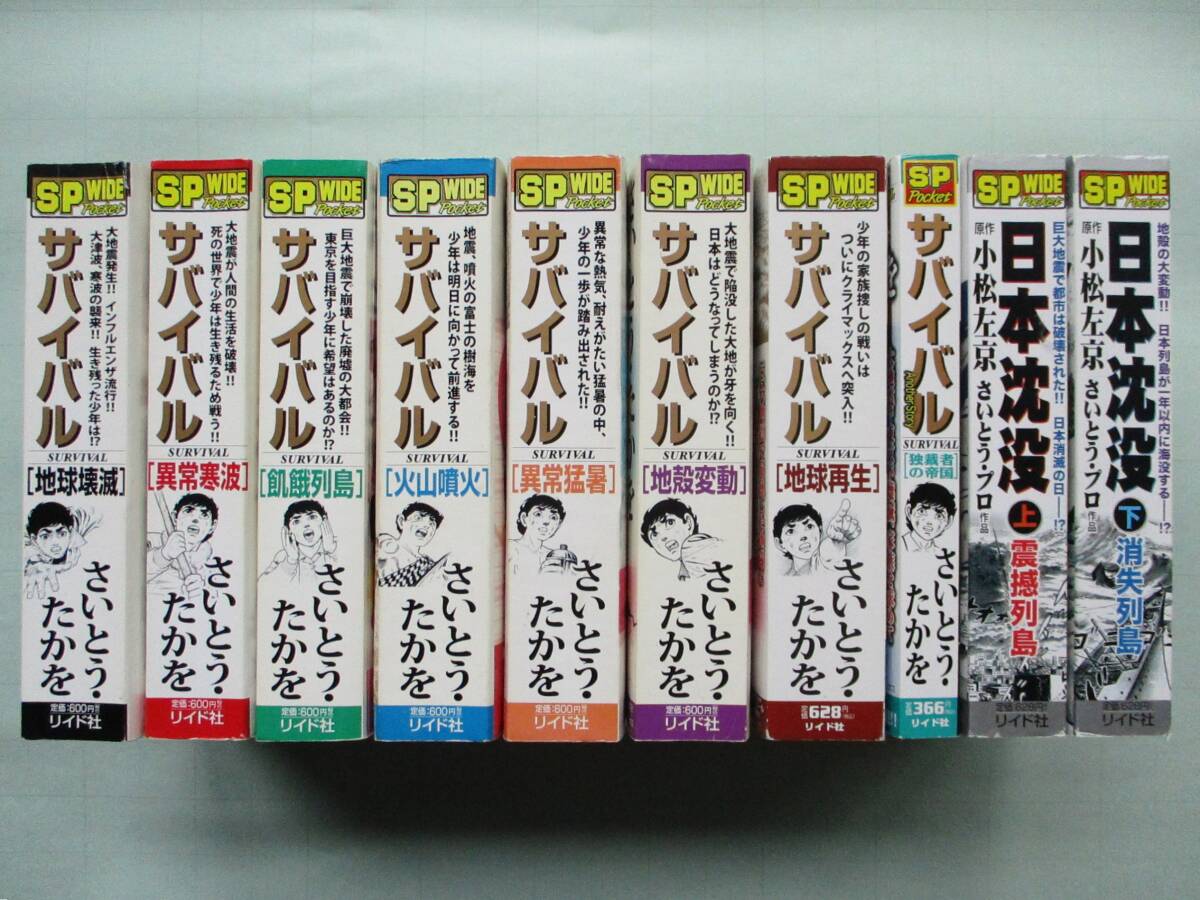 SP WIDE
Pocket
大地震発生!! インフルエンザ流行!!
大津波、寒波の襲来!! 生き残った少年は!?
サバイバル
SURVIVAL
[地球壊滅]
さいとう・
たかを
定価:600円
リイド社
SP WIDE
Pocket
大地震が人間の生活を破壊!!
死の世界で少年は生き残るため戦う!!
サバイバル
SURVIVAL
[異常寒波]
さいとう・
たかを
定価:600円
リイド社
SP WIDE
Pocket
巨大地震で崩壊した廃墟の大都会!!
東京を目指す少年に希望はあるのか!?
サバイバル
SURVIVAL
[飢餓列島]
さいとう・
たかを
定価:600円
リイド社
SP WIDE
Pocket
地震、噴火の富士の樹海を
少年は明日に向かって前進する!!
サバイバル
SURVIVAL
[火山噴火]
さいとう・
たかを
定価:600円
リイド社
SP WIDE
Pocket
異常な熱気、耐えがたい猛暑の中、
少年の一歩が踏み出された!!
サバイバル
SURVIVAL
[異常猛暑]
さいとう・
たかを
定価:600円
リイド社
SP WIDE
Pocket
大地震で陥没した大地が牙を向く!!
日本はどうなってしまうのか!?
サバイバル
SURVIVAL
[地殻変動]
さいとう・
たかを
定価:600円
リイド社
SP WIDE
Pocket
少年の家族捜しの戦いは
ついにクライマックスへ突入!!
サバイバル
SURVIVAL
[地球再生]
さいとう・
たかを
定価628円
リイド社
SP
Pocket
サバイバル
Another Story
SURVIVAL
[独裁者の帝国]
さいとう・
たかを
定価366円
リイド社
SP WIDE
Pocket
巨大地震で都市は破壊された!! 日本消滅の日──!?
日本沈没
上 震撼列島
原作 小松左京 さいとう・プロ 作品
定価:628円
リイド社
SP WIDE
Pocket
地殻の大変動!! 日本列島が一年以内に海没する──!?
日本沈没
下 消失列島
原作 小松左京 さいとう・プロ 作品
定価:628円
リイド社